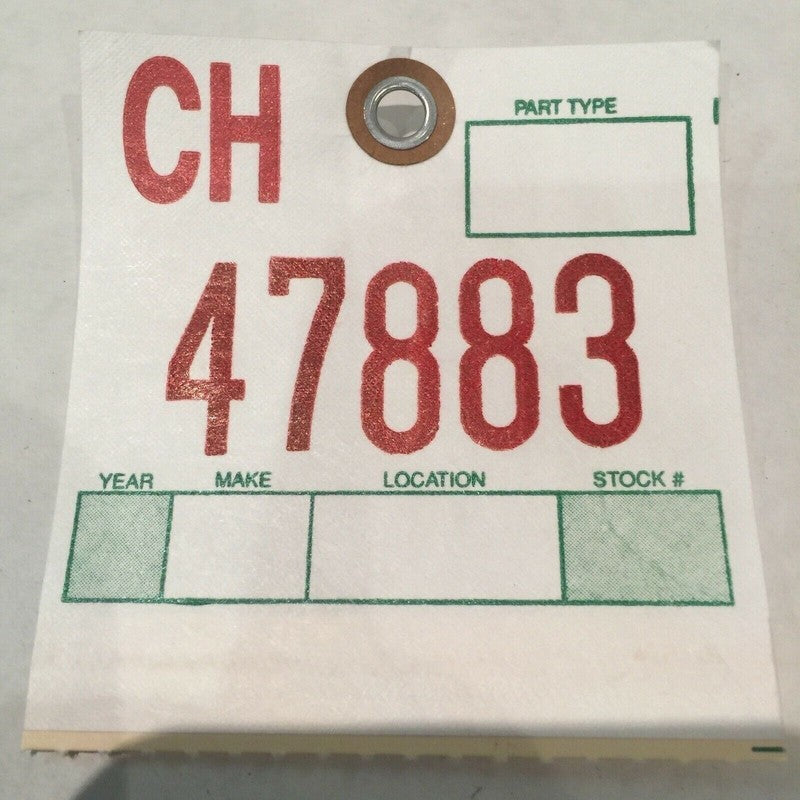 CH
PART TYPE
47883
YEAR MAKE LOCATION STOCK #